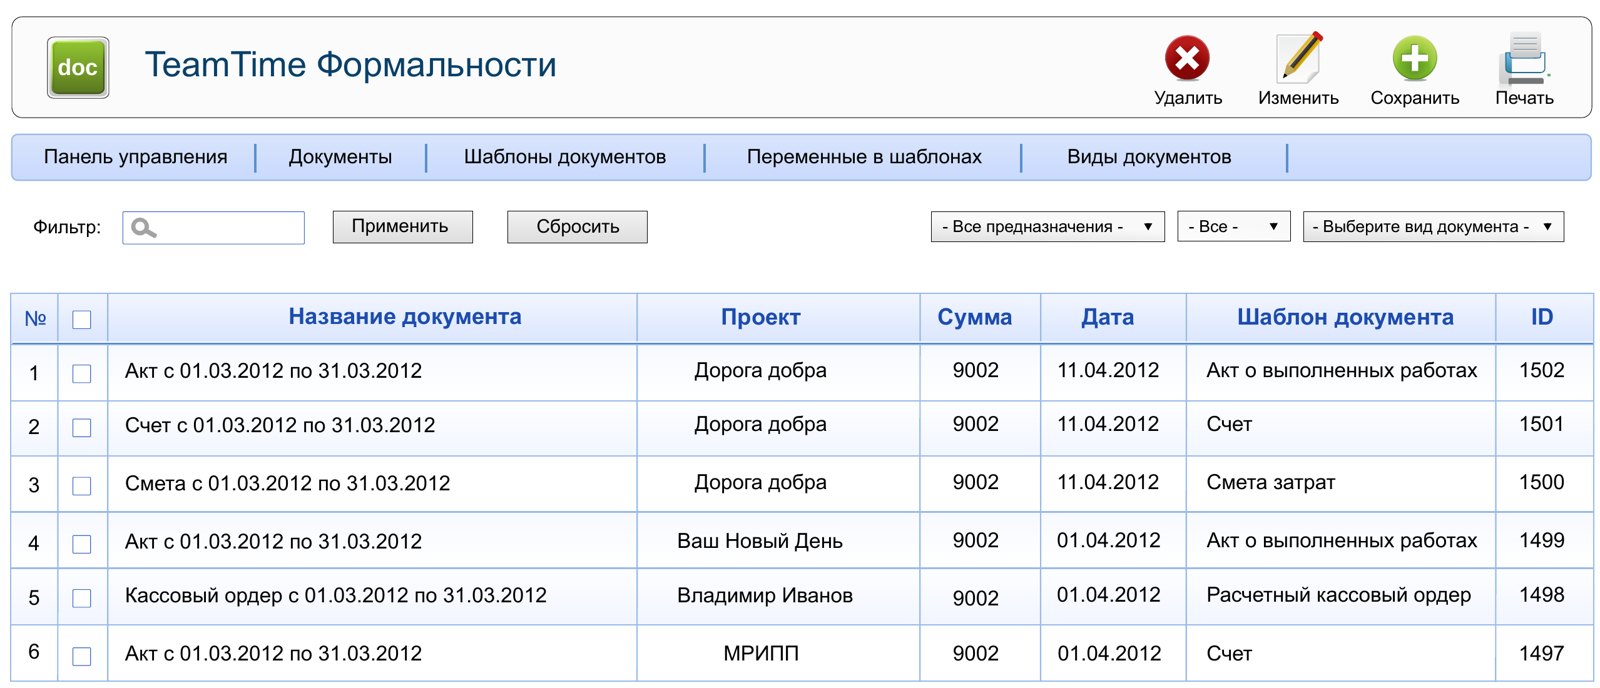 doc TeamTime Формальности
Удалить Изменить Сохранить Печать
Панель управления Документы Шаблоны документов Переменные в шаблонах Виды документов
Фильтр: Применить Сбросить - Все предназначения - - Все - - Выберите вид документа -
№ Название документа Проект Сумма Дата Шаблон документа ID
1 Акт с 01.03.2012 по 31.03.2012 Дорога добра 9002 11.04.2012 Акт о выполненных работах 1502
2 Счет с 01.03.2012 по 31.03.2012 Дорога добра 9002 11.04.2012 Счет 1501
3 Смета с 01.03.2012 по 31.03.2012 Дорога добра 9002 11.04.2012 Смета затрат 1500
4 Акт с 01.03.2012 по 31.03.2012 Ваш Новый День 9002 01.04.2012 Акт о выполненных работах 1499
5 Кассовый ордер с 01.03.2012 по 31.03.2012 Владимир Иванов 9002 01.04.2012 Расчетный кассовый ордер 1498
6 Акт с 01.03.2012 по 31.03.2012 МРИПП 9002 01.04.2012 Счет 1497